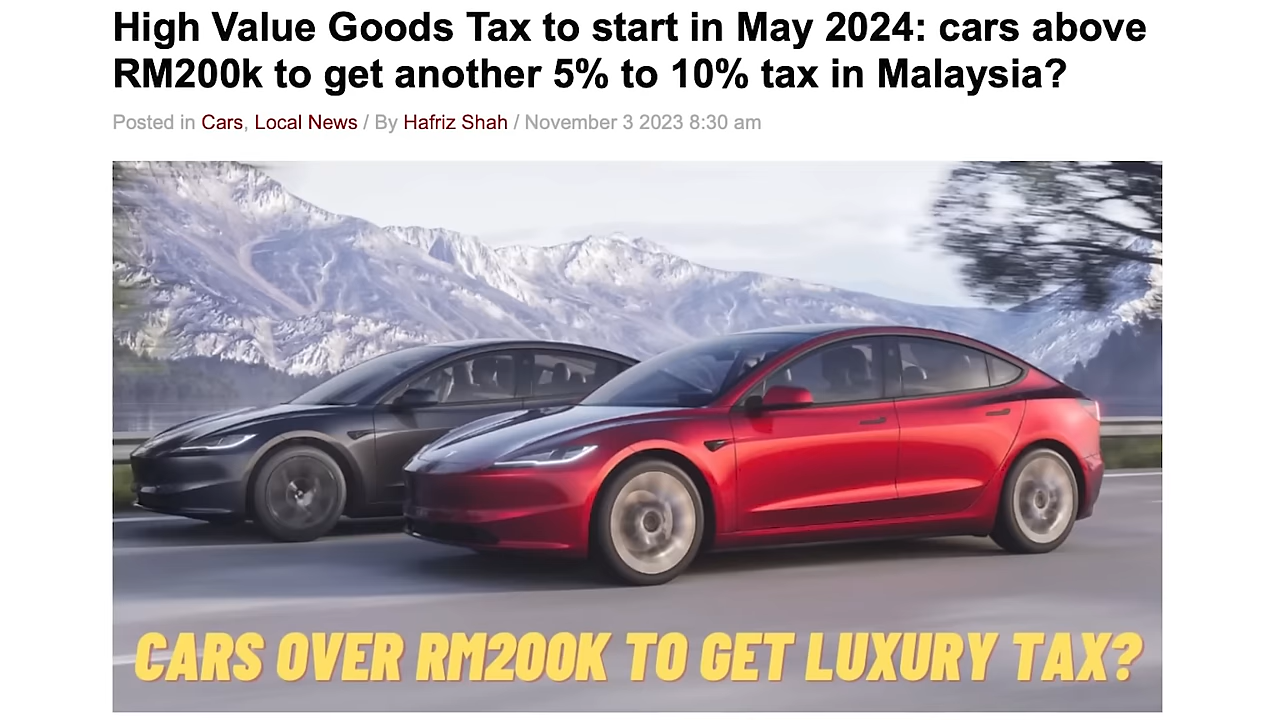 High Value Goods Tax to start in May 2024: cars above
RM200k to get another 5% to 10% tax in Malaysia?
Posted in Cars, Local News / By Hafriz Shah / November 3 2023 8:30 am
CARS OVER RM200K TO GET LUXURY TAX?